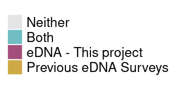 Neither
Both
eDNA - This project
Previous eDNA Surveys